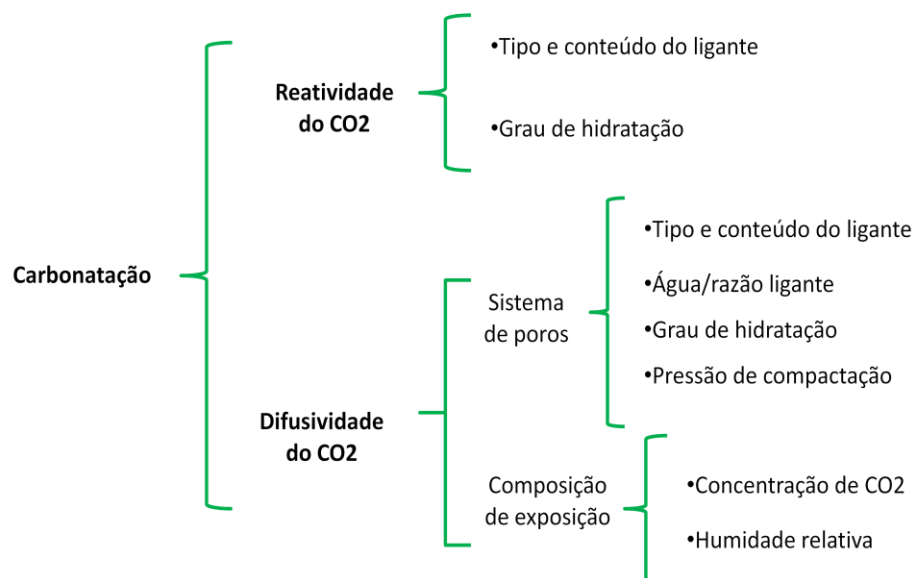 Carbonatação
Reatividade
do CO2
•Tipo e conteúdo do ligante
•Grau de hidratação
Difusividade
do CO2
Sistema
de poros
•Tipo e conteúdo do ligante
•Água/razão ligante
•Grau de hidratação
•Pressão de compactação
Composição
de exposição
•Concentração de CO2
•Humidade relativa